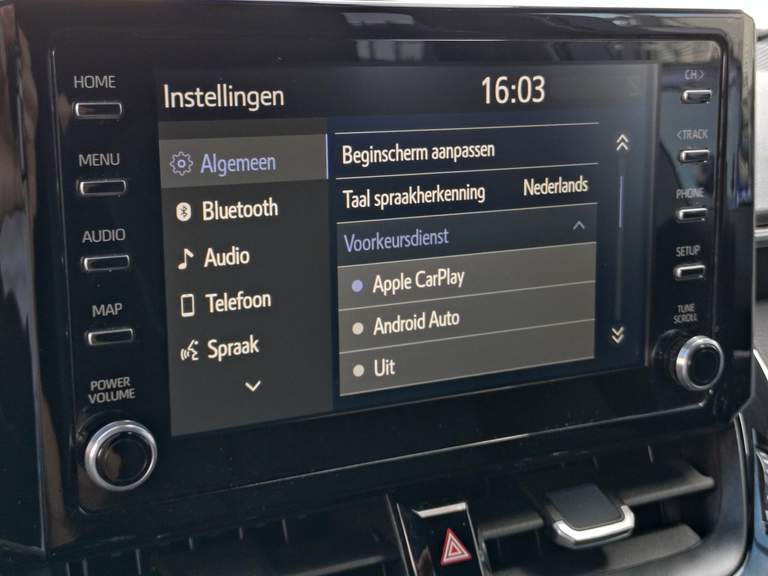 HOME
MENU
AUDIO
MAP
POWER
VOLUME
Instellingen
16:03
Algemeen
Bluetooth
Audio
Telefoon
Spraak
Beginscherm aanpassen
Taal spraakherkenning Nederlands
Voorkeursdienst
Apple CarPlay
Android Auto
Uit
CH >
< TRACK
PHONE
SETUP
TUNE
SCROLL